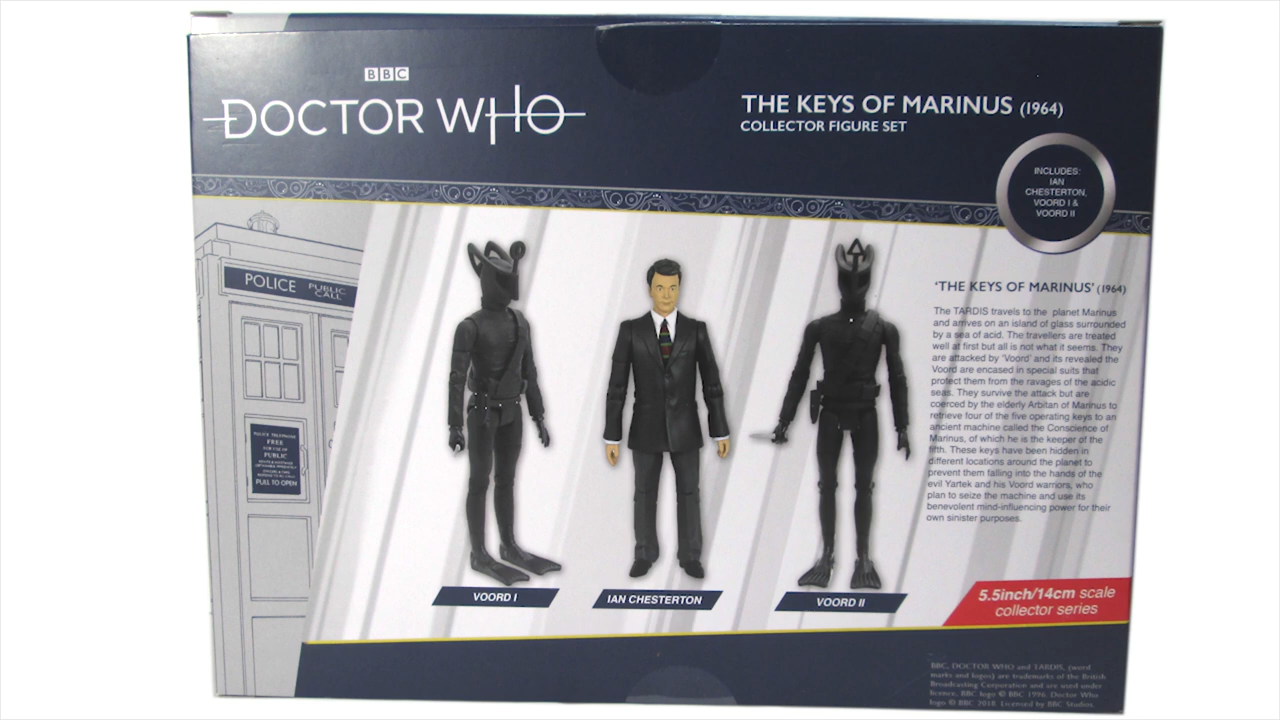 BBC
DOCTOR WHO
THE KEYS OF MARINUS (1964)
COLLECTOR FIGURE SET
INCLUDES:
IAN
CHESTERTON,
VOORD I &
VOORD II
POLICE PUBLIC
CALL
POLICE TELEPHONE
FREE
FOR USE OF
PUBLIC
PULL TO OPEN
'THE KEYS OF MARINUS' (1964)
The TARDIS travels to the planet Marinus
and arrives on an island of glass surrounded
by a sea of acid. The travellers are treated
well at first but all is not what it seems. They
are attacked by 'Voord' and its revealed the
Voord are encased in special suits that
protect them from the ravages of the acidic
seas. They survive the attack but are
coerced by the elderly Arbitan of Marinus to
retrieve four of the five operating keys to an
ancient machine called the Conscience of
Marinus, of which he is the keeper of the
fifth. These keys have been hidden in
different locations around the planet to
prevent them falling into the hands of the
evil Yartek and his Voord warriors, who
plan to seize the machine and use its
benevolent mind-influencing power for their
own sinister purposes.
VOORD I
IAN CHESTERTON
VOORD II
5.5inch/14cm scale
collector series
BBC, DOCTOR WHO and TARDIS, (word
marks and logos) are trademarks of the British
Broadcasting Corporation and are used under
licence, BBC logo © BBC 1996. Doctor Who
logo © BBC 2018. Licensed by BBC Studios.